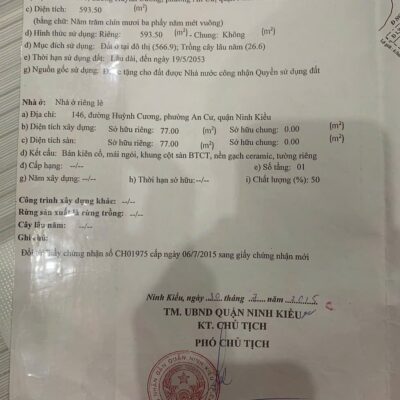 c) Diện tích: 593.50 (m²)
(bằng chữ: Năm trăm chín mươi ba phẩy năm mét vuông)
d) Hình thức sử dụng: Riêng: 593.50 (m²) - Chung: Không (m²)
đ) Mục đích sử dụng: Đất ở tại đô thị (566.9); Trồng cây lâu năm (26.6)
e) Thời hạn sử dụng đất: Lâu dài, đến ngày 19/5/2053
g) Nguồn gốc sử dụng: Được tặng cho đất được Nhà nước công nhận Quyền sử dụng đất
Nhà ở: Nhà ở riêng lẻ
a) Địa chỉ: 146, đường Huỳnh Cương, phường An Cư, quận Ninh Kiều
b) Diện tích xây dựng: Sở hữu riêng: 77.00 (m²) Sở hữu chung: 0.00 (m²)
c) Diện tích sàn: Sở hữu riêng: 77.00 (m²) Sở hữu chung: 0.00 (m²)
d) Kết cấu: Bán kiên cố, mái ngói, khung cột sàn BTCT, nền gạch ceramic, tường riêng
đ) Cấp hạng: --/-- e) Số tầng: 01
g) Năm xây dựng: --/-- h) Thời hạn sở hữu:--/-- i) Chất lượng (%): 50
Công trình xây dựng khác: --/--
Rừng sản xuất là rừng trồng: --/--
Cây lâu năm: --/--
Ghi chú:
Đổi từ giấy chứng nhận số CH01975 cấp ngày 06/7/2015 sang giấy chứng nhận mới
Ninh Kiều, ngày 30 tháng 7 2015
TM. UBND QUẬN NINH KIỀU
KT. CHỦ TỊCH
PHÓ CHỦ TỊCH
NHÂN DÂN QUẬN NINH KIỀU